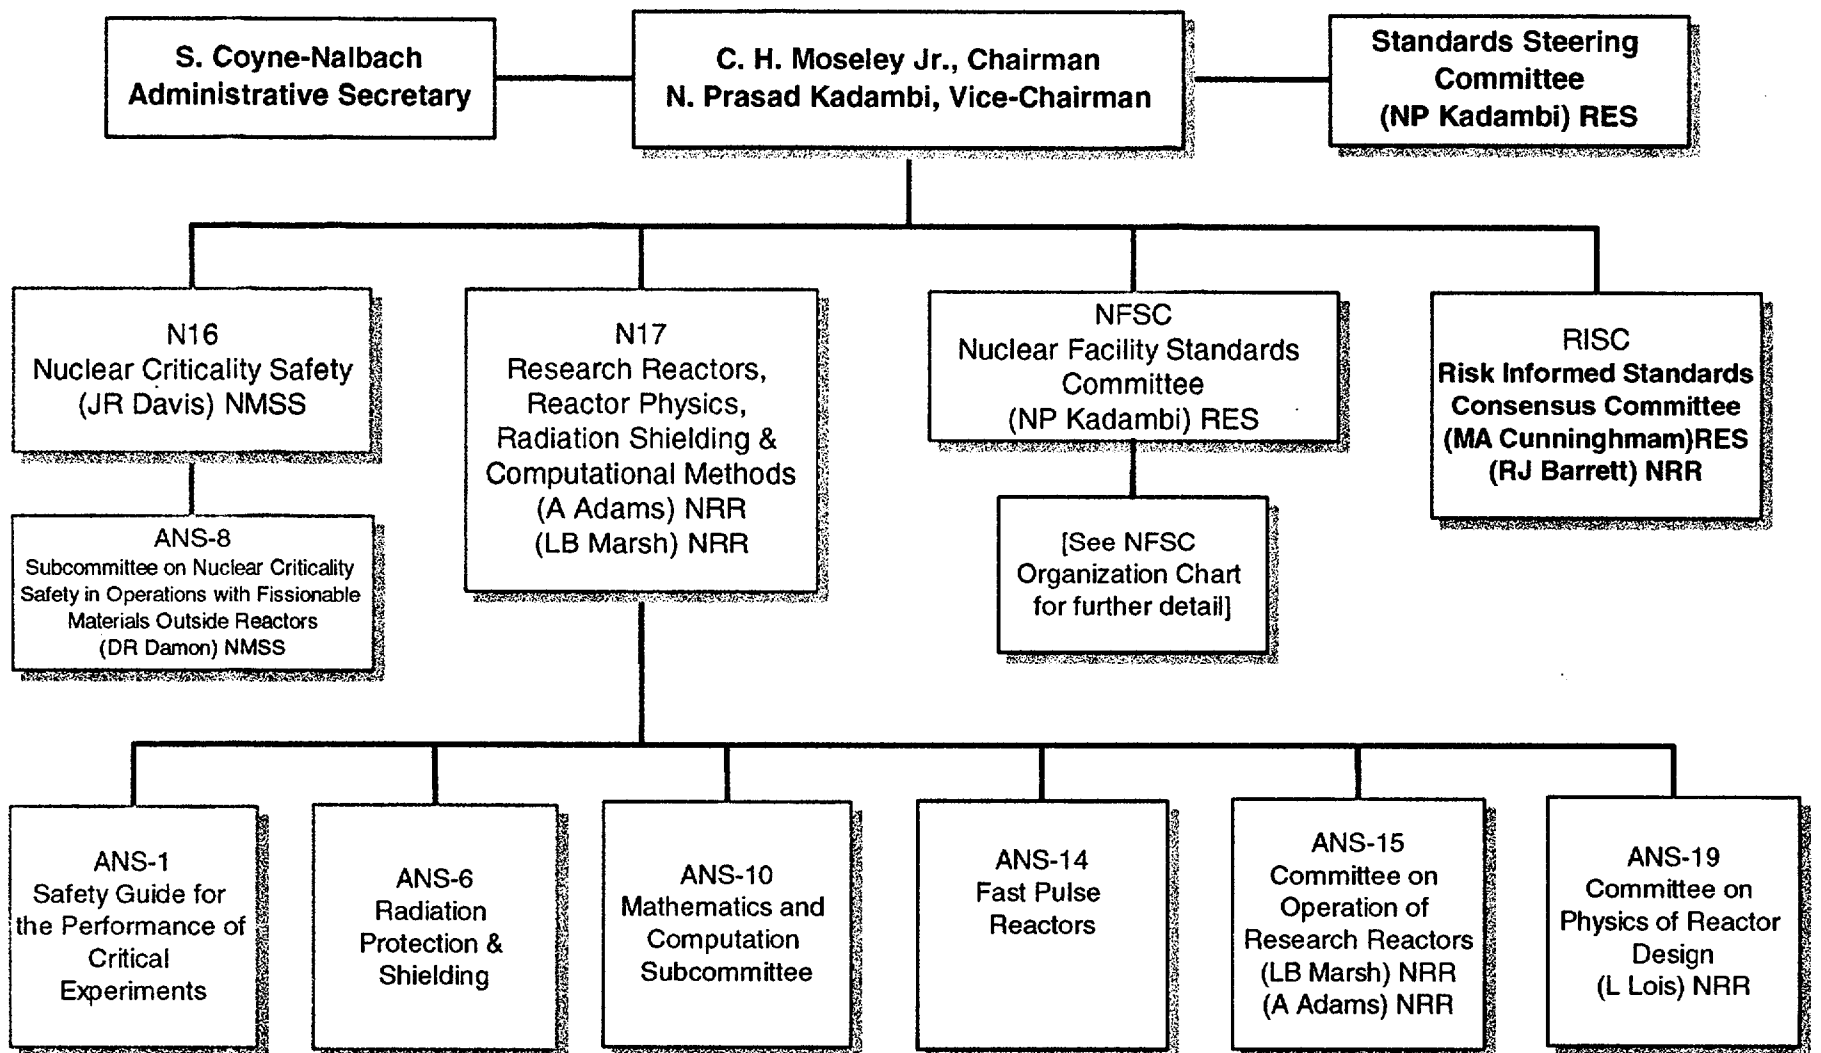 S. Coyne-Nalbach
Administrative Secretary
C. H. Moseley Jr., Chairman
N. Prasad Kadambi, Vice-Chairman
Standards Steering
Committee
(NP Kadambi) RES
N16
Nuclear Criticality Safety
(JR Davis) NMSS
N17
Research Reactors,
Reactor Physics,
Radiation Shielding &
Computational Methods
(A Adams) NRR
(LB Marsh) NRR
NFSC
Nuclear Facility Standards
Committee
(NP Kadambi) RES
RISC
Risk Informed Standards
Consensus Committee
(MA Cunninghmam)RES
(RJ Barrett) NRR
ANS-8
Subcommittee on Nuclear Criticality
Safety in Operations with Fissionable
Materials Outside Reactors
(DR Damon) NMSS
[See NFSC
Organization Chart
for further detail]
ANS-1
Safety Guide for
the Performance of
Critical
Experiments
ANS-6
Radiation
Protection &
Shielding
ANS-10
Mathematics and
Computation
Subcommittee
ANS-14
Fast Pulse
Reactors
ANS-15
Committee on
Operation of
Research Reactors
(LB Marsh) NRR
(A Adams) NRR
ANS-19
Committee on
Physics of Reactor
Design
(L Lois) NRR